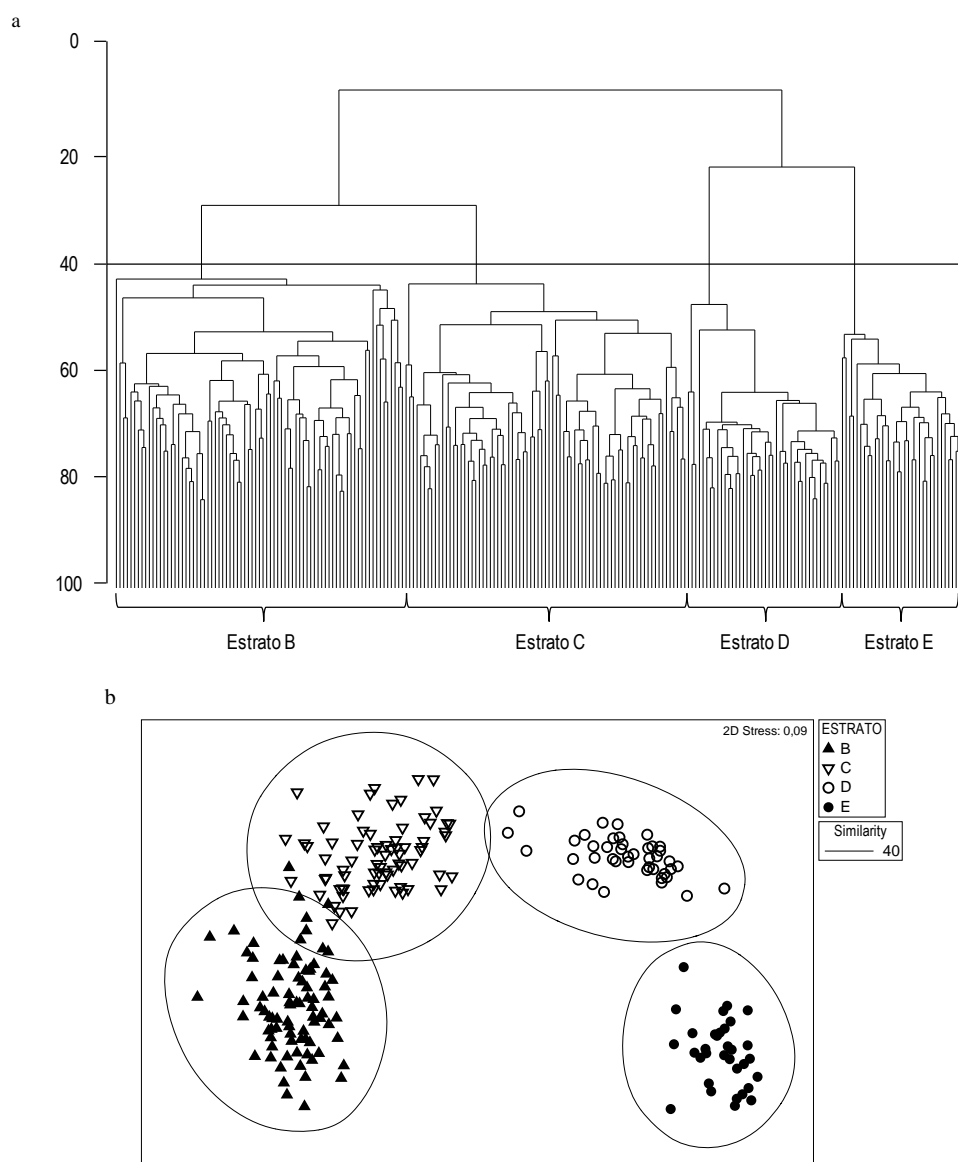 a
0
20
40
60
80
100
Estrato B Estrato C Estrato D Estrato E
b
2D Stress: 0,09
ESTRATO
B
C
D
E
Similarity
40